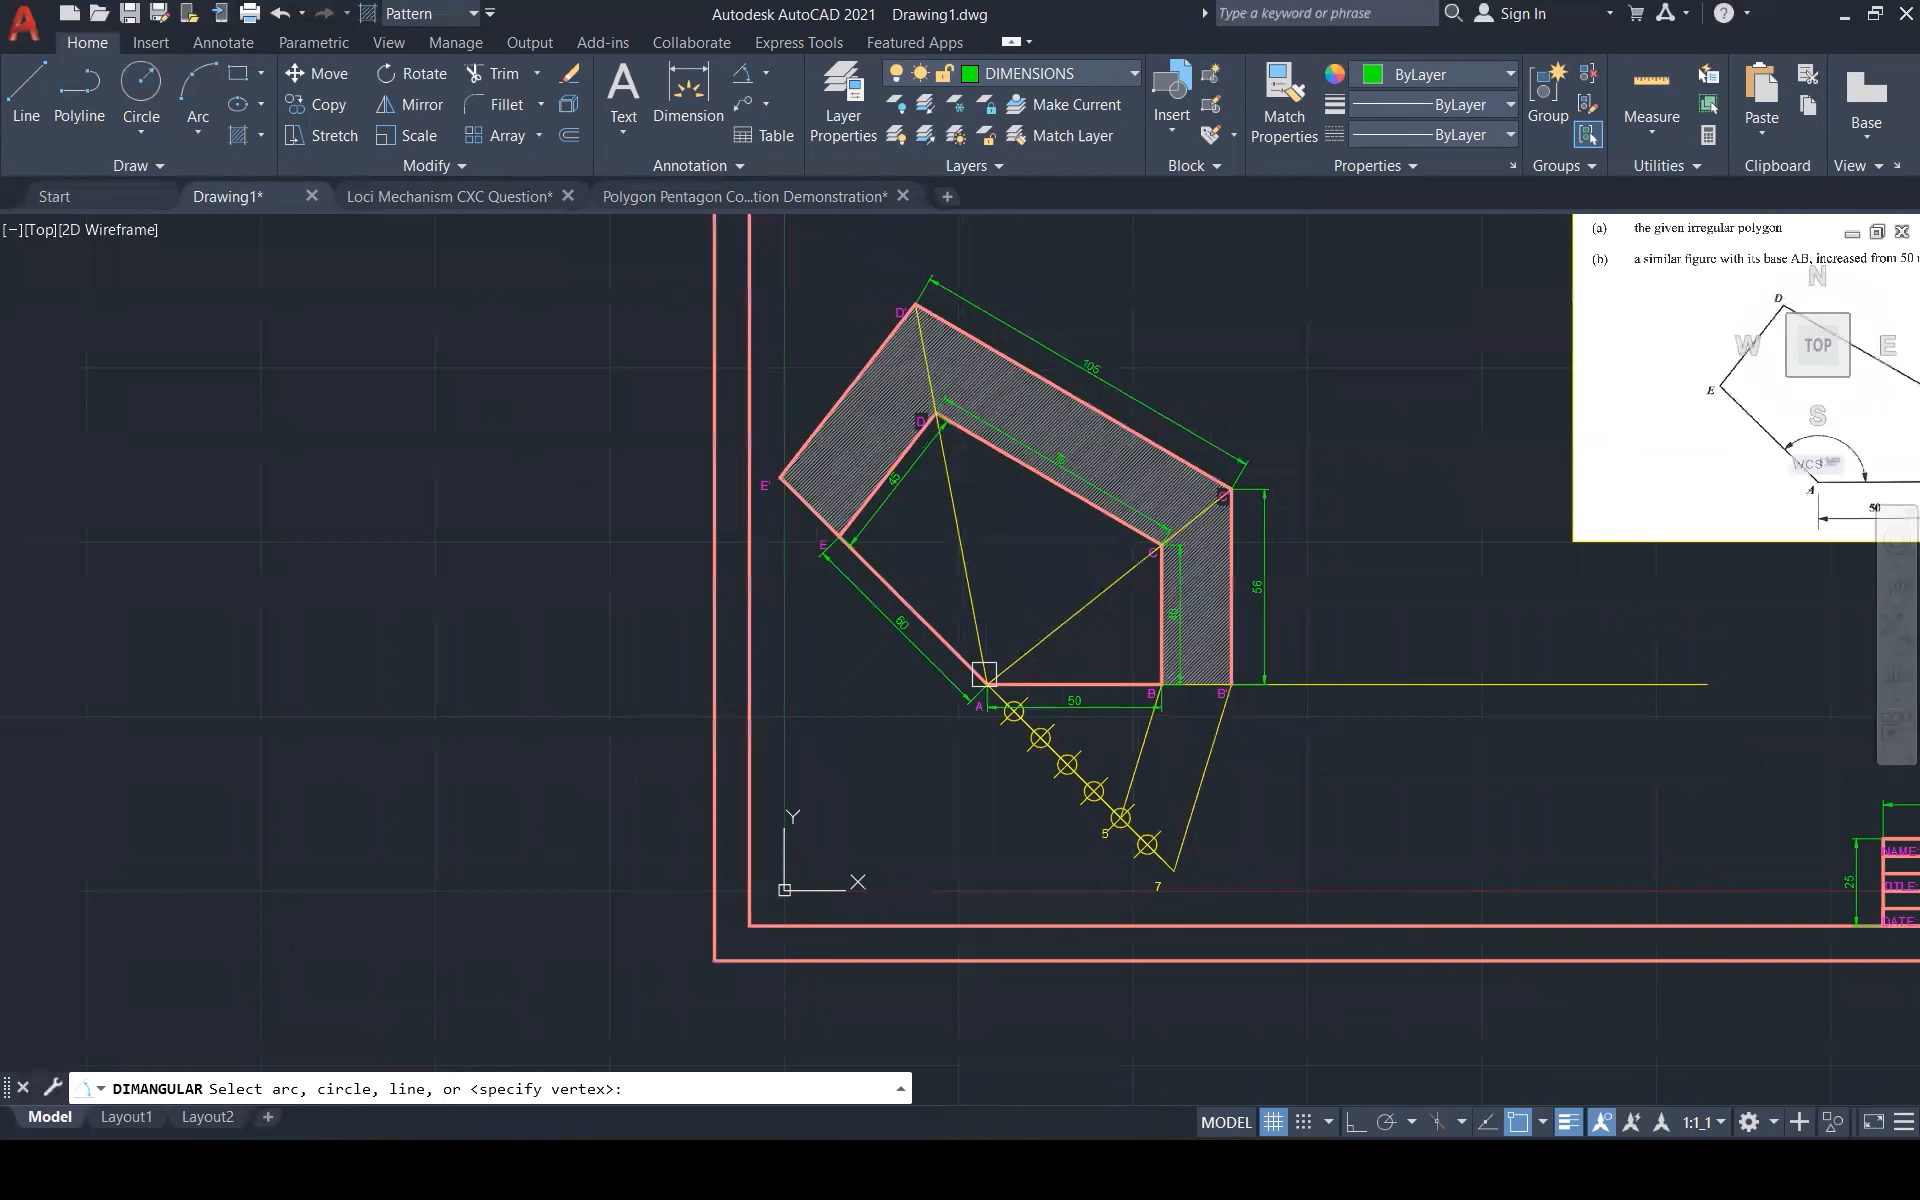 Pattern
Autodesk AutoCAD 2021 Drawing1.dwg
Type a keyword or phrase
Sign In
Home Insert Annotate Parametric View Manage Output Add-ins Collaborate Express Tools Featured Apps
Line Polyline Circle Arc
Move Rotate Trim
Copy Mirror Fillet
Stretch Scale Array
Text Dimension Table
Layer Properties
DIMENSIONS
Make Current
Match Layer
Insert
Match Properties
ByLayer
ByLayer
ByLayer
Group
Measure
Paste
Base
Draw Modify Annotation Layers Block Properties Groups Utilities Clipboard View
Start Drawing1* Loci Mechanism CXC Question* Polygon Pentagon Co...tion Demonstration*
[−][Top][2D Wireframe]
(a) the given irregular polygon
(b) a similar figure with its base AB, increased from 50
N
D
W TOP E
E
S
WCS
A
50
D'
105
D
75
45
E'
C'
E
C
60
40
56
A
50
B
B'
5
7
Y
X
25
NAME:
TITLE:
DATE:
DIMANGULAR Select arc, circle, line, or <specify vertex>:
Model Layout1 Layout2
MODEL
1:1_1